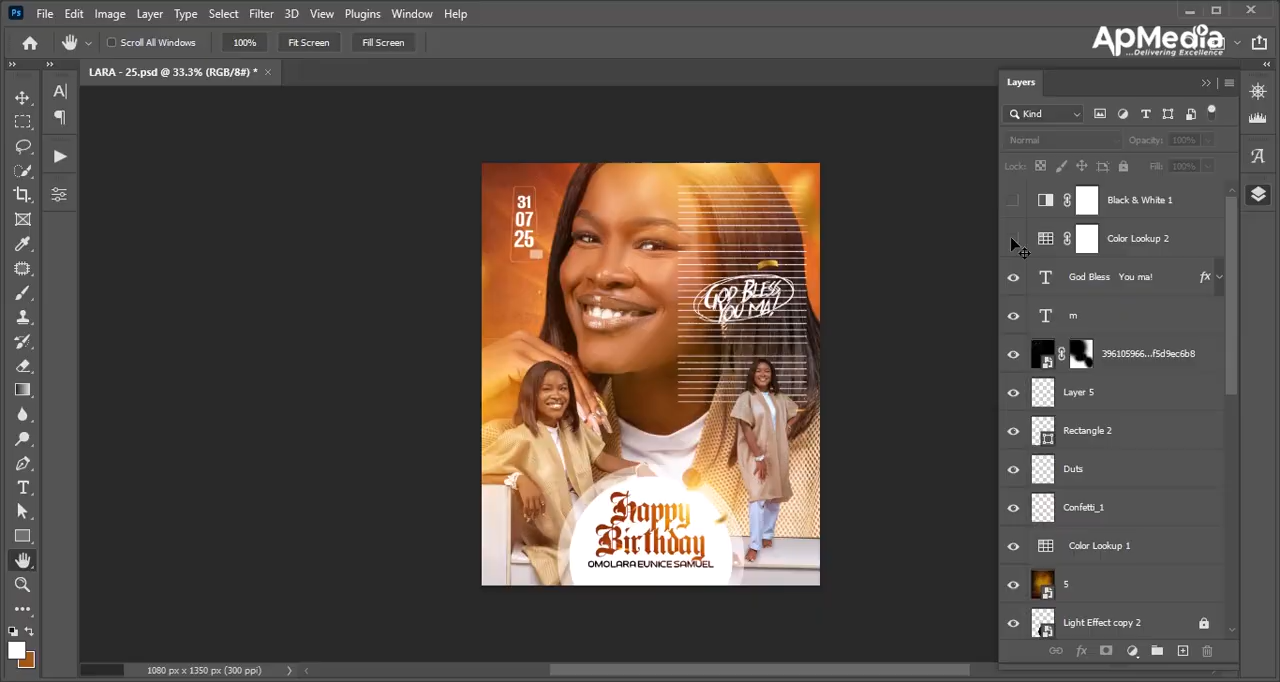 Ps File Edit Image Layer Type Select Filter 3D View Plugins Window Help
Scroll All Windows 100% Fit Screen Fill Screen
ApMedia
...Delivering Excellence
LARA - 25.psd @ 33.3% (RGB/8#) * ×
Layers
Kind
Normal Opacity: 100%
Lock: Fill: 100%
Black & White 1
Color Lookup 2
God Bless You ma! fx
m
396105966...f5d9ec6b8
Layer 5
Rectangle 2
Duts
Confetti_1
Color Lookup 1
5
Light Effect copy 2
31
07
25
GOD BLESS
YOU MA!
Happy
Birthday
OMOLARA EUNICE SAMUEL
1080 px x 1350 px (300 ppi)